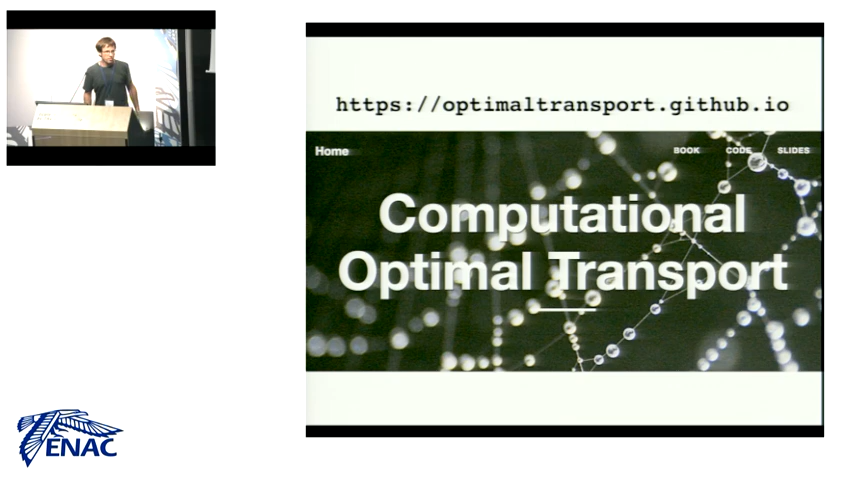 https://optimaltransport.github.io
Home
BOOK
CODE
SLIDES
Computational
Optimal Transport
ENAC